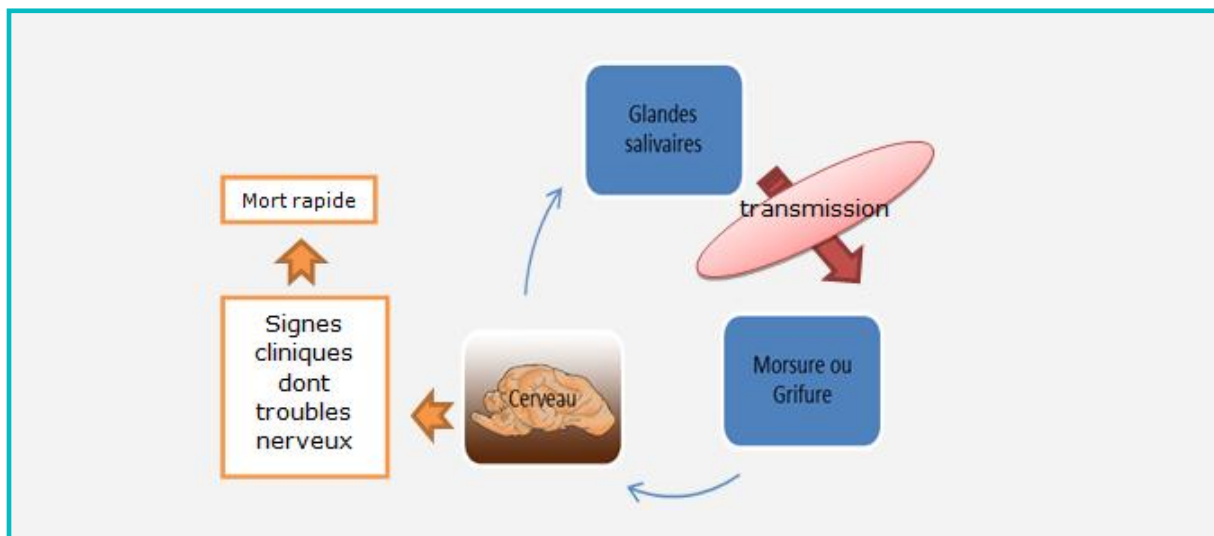 Glandes
salivaires
transmission
Mort rapide
Signes
cliniques
dont
troubles
nerveux
Cerveau
Morsure ou
Grifure